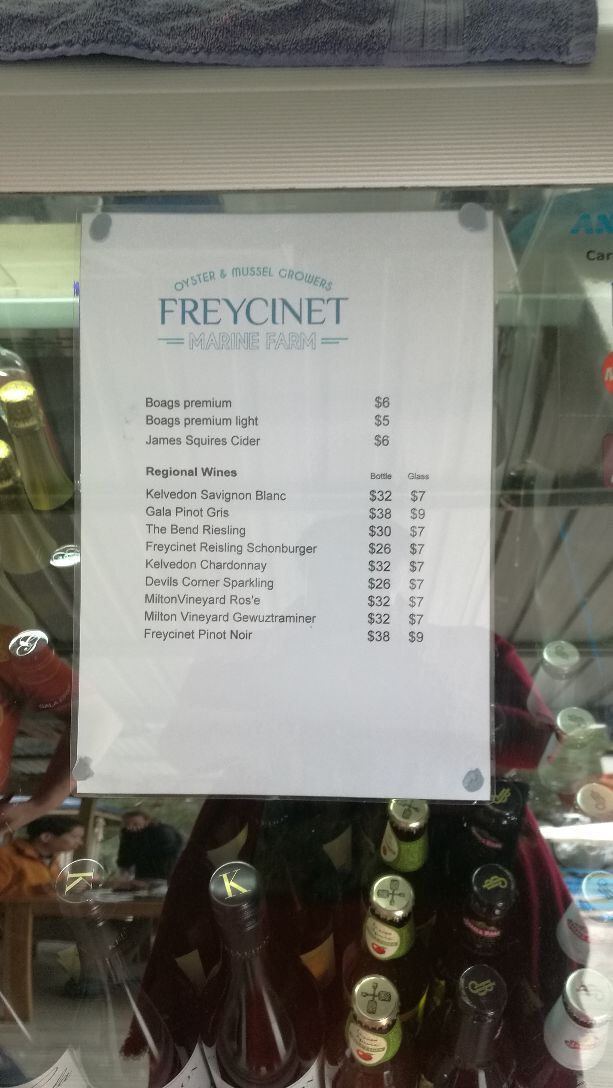 OYSTER & MUSSEL GROWERS
FREYCINET
MARINE FARM
Boags premium $6
Boags premium light $5
James Squires Cider $6
Regional Wines Bottle Glass
Kelvedon Savignon Blanc $32 $7
Gala Pinot Gris $38 $9
The Bend Riesling $30 $7
Freycinet Reisling Schonburger $26 $7
Kelvedon Chardonnay $32 $7
Devils Corner Sparkling $26 $7
MiltonVineyard Ros'e $32 $7
Milton Vineyard Gewuztraminer $32 $7
Freycinet Pinot Noir $38 $9
AN
Car
K
K